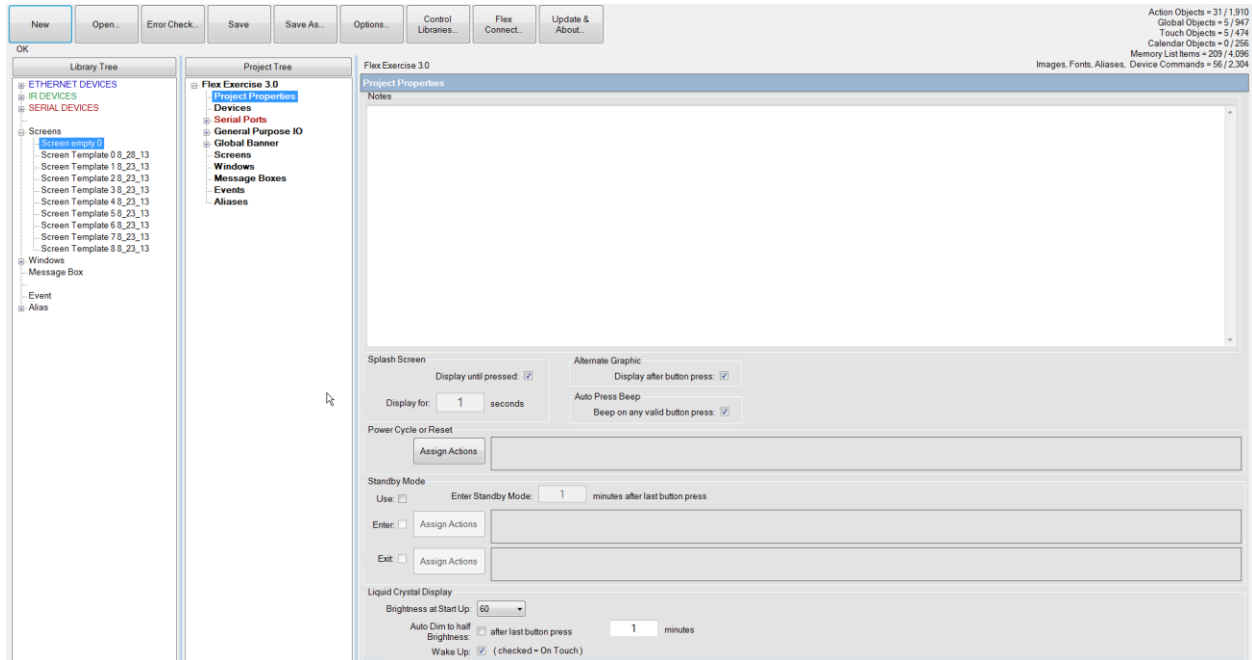 New
Open...
Error Check...
Save
Save As...
Options...
Control Libraries...
Flex Connect...
Update & About...
Action Objects = 31 / 1,910
Global Objects = 5 / 947
Touch Objects = 5 / 474
Calendar Objects = 0 / 256
Memory List Items = 209 / 4,096
Images, Fonts, Aliases, Device Commands = 56 / 2,304
OK
Library Tree
ETHERNET DEVICES
IR DEVICES
SERIAL DEVICES
Screens
Screen empty 0
Screen Template 0 8_28_13
Screen Template 1 8_23_13
Screen Template 2 8_23_13
Screen Template 3 8_23_13
Screen Template 4 8_23_13
Screen Template 5 8_23_13
Screen Template 6 8_23_13
Screen Template 7 8_23_13
Screen Template 8 8_23_13
Windows
Message Box
Event
Alias
Project Tree
Flex Exercise 3.0
Project Properties
Devices
Serial Ports
General Purpose IO
Global Banner
Screens
Windows
Message Boxes
Events
Aliases
Flex Exercise 3.0
Project Properties
Notes
Splash Screen
Display until pressed:
Display for: 1 seconds
Alternate Graphic
Display after button press:
Auto Press Beep
Beep on any valid button press:
Power Cycle or Reset
Assign Actions
Standby Mode
Use: Enter Standby Mode: 1 minutes after last button press
Enter: Assign Actions
Exit: Assign Actions
Liquid Crystal Display
Brightness at Start Up: 60
Auto Dim to half
Brightness: after last button press 1 minutes
Wake Up: ( checked = On Touch )